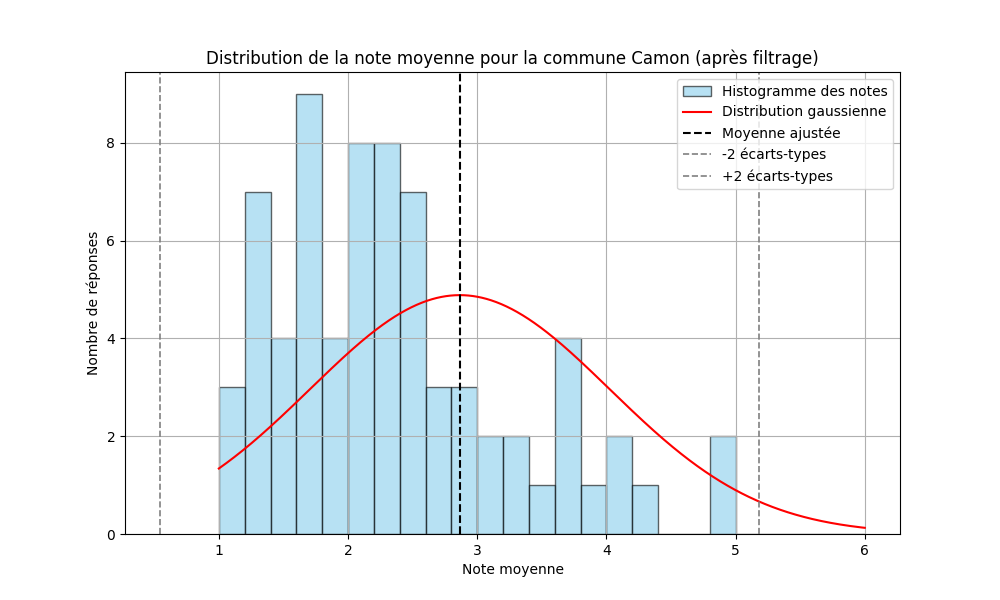 Distribution de la note moyenne pour la commune Camon (après filtrage)
Histogramme des notes
Distribution gaussienne
Moyenne ajustée
-2 écarts-types
+2 écarts-types
Nombre de réponses
8
6
4
2
0
1 2 3 4 5 6
Note moyenne